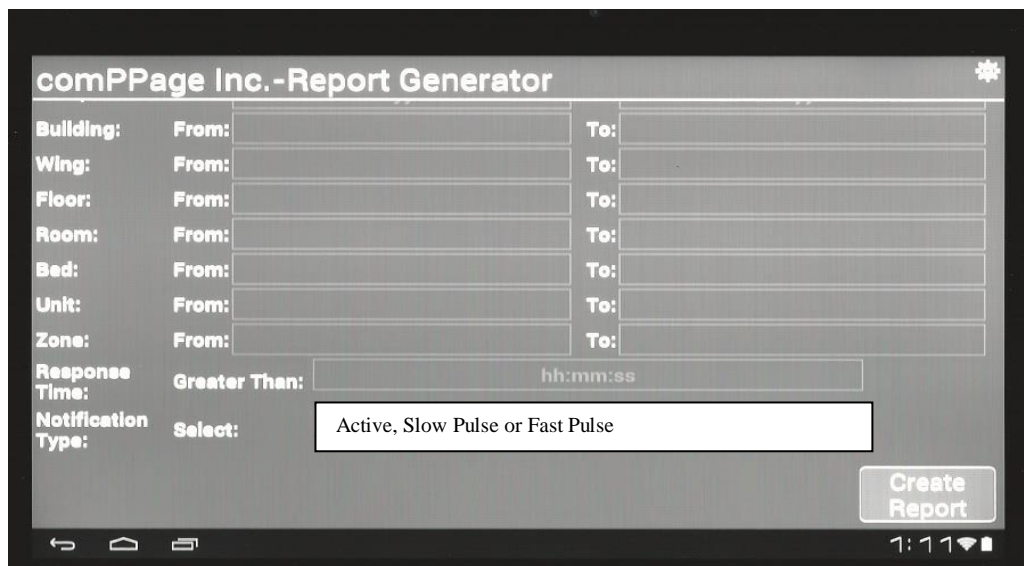 comPPage Inc.-Report Generator
Building: From: To:
Wing: From: To:
Floor: From: To:
Room: From: To:
Bed: From: To:
Unit: From: To:
Zone: From: To:
Response
Time: Greater Than: hh:mm:ss
Notification
Type: Select: Active, Slow Pulse or Fast Pulse
Create
Report
7:11